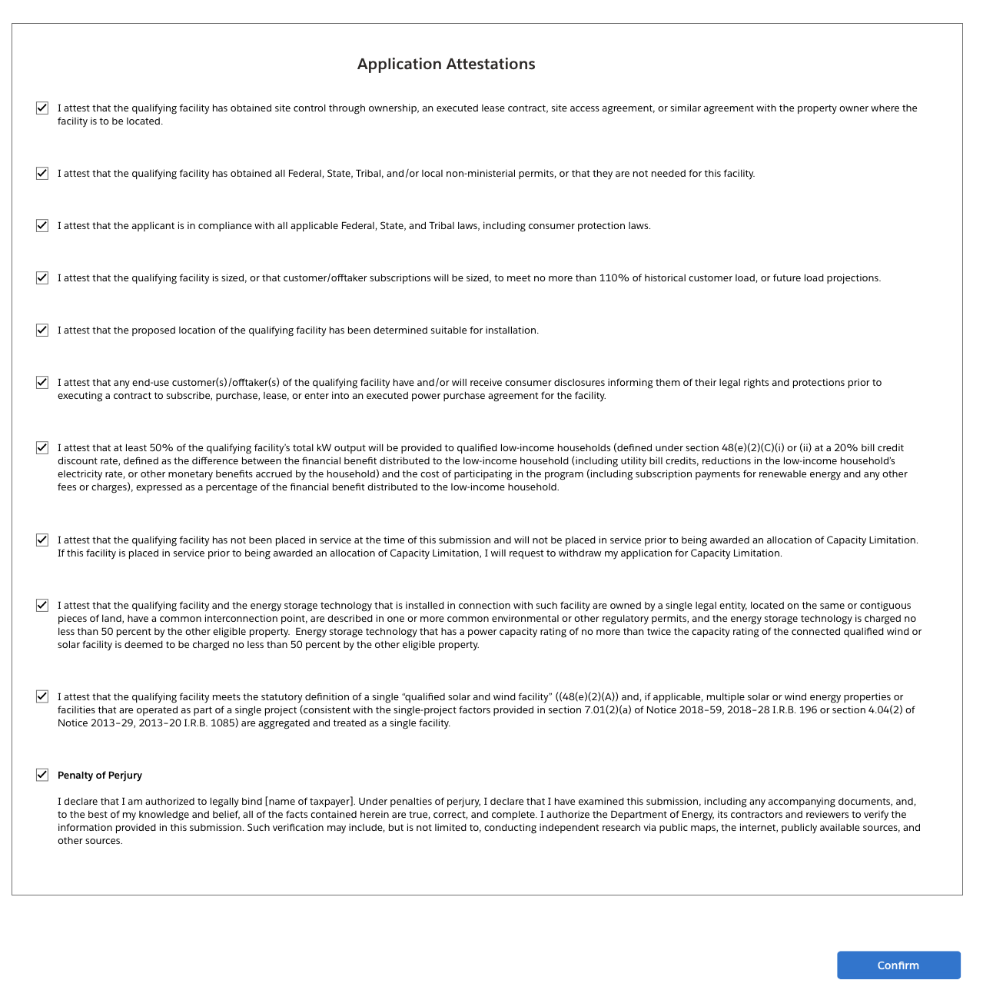 Application Attestations
I attest that the qualifying facility has obtained site control through ownership, an executed lease contract, site access agreement, or similar agreement with the property owner where the
facility is to be located.
I attest that the qualifying facility has obtained all Federal, State, Tribal, and/or local non-ministerial permits, or that they are not needed for this facility.
I attest that the applicant is in compliance with all applicable Federal, State, and Tribal laws, including consumer protection laws.
I attest that the qualifying facility is sized, or that customer/offtaker subscriptions will be sized, to meet no more than 110% of historical customer load, or future load projections.
I attest that the proposed location of the qualifying facility has been determined suitable for installation.
I attest that any end-use customer(s)/offtaker(s) of the qualifying facility have and/or will receive consumer disclosures informing them of their legal rights and protections prior to
executing a contract to subscribe, purchase, lease, or enter into an executed power purchase agreement for the facility.
I attest that at least 50% of the qualifying facility's total kW output will be provided to qualified low-income households (defined under section 48(e)(2)(C)(i) or (ii) at a 20% bill credit
discount rate, defined as the difference between the financial benefit distributed to the low-income household (including utility bill credits, reductions in the low-income household's
electricity rate, or other monetary benefits accrued by the household) and the cost of participating in the program (including subscription payments for renewable energy and any other
fees or charges), expressed as a percentage of the financial benefit distributed to the low-income household.
I attest that the qualifying facility has not been placed in service at the time of this submission and will not be placed in service prior to being awarded an allocation of Capacity Limitation.
If this facility is placed in service prior to being awarded an allocation of Capacity Limitation, I will request to withdraw my application for Capacity Limitation.
I attest that the qualifying facility and the energy storage technology that is installed in connection with such facility are owned by a single legal entity, located on the same or contiguous
pieces of land, have a common interconnection point, are described in one or more common environmental or other regulatory permits, and the energy storage technology is charged no
less than 50 percent by the other eligible property.  Energy storage technology that has a power capacity rating of no more than twice the capacity rating of the connected qualified wind or
solar facility is deemed to be charged no less than 50 percent by the other eligible property.
I attest that the qualifying facility meets the statutory definition of a single “qualified solar and wind facility” ((48(e)(2)(A)) and, if applicable, multiple solar or wind energy properties or
facilities that are operated as part of a single project (consistent with the single-project factors provided in section 7.01(2)(a) of Notice 2018–59, 2018–28 I.R.B. 196 or section 4.04(2) of
Notice 2013–29, 2013–20 I.R.B. 1085) are aggregated and treated as a single facility.
Penalty of Perjury
I declare that I am authorized to legally bind [name of taxpayer]. Under penalties of perjury, I declare that I have examined this submission, including any accompanying documents, and,
to the best of my knowledge and belief, all of the facts contained herein are true, correct, and complete. I authorize the Department of Energy, its contractors and reviewers to verify the
information provided in this submission. Such verification may include, but is not limited to, conducting independent research via public maps, the internet, publicly available sources, and
other sources.
Confirm